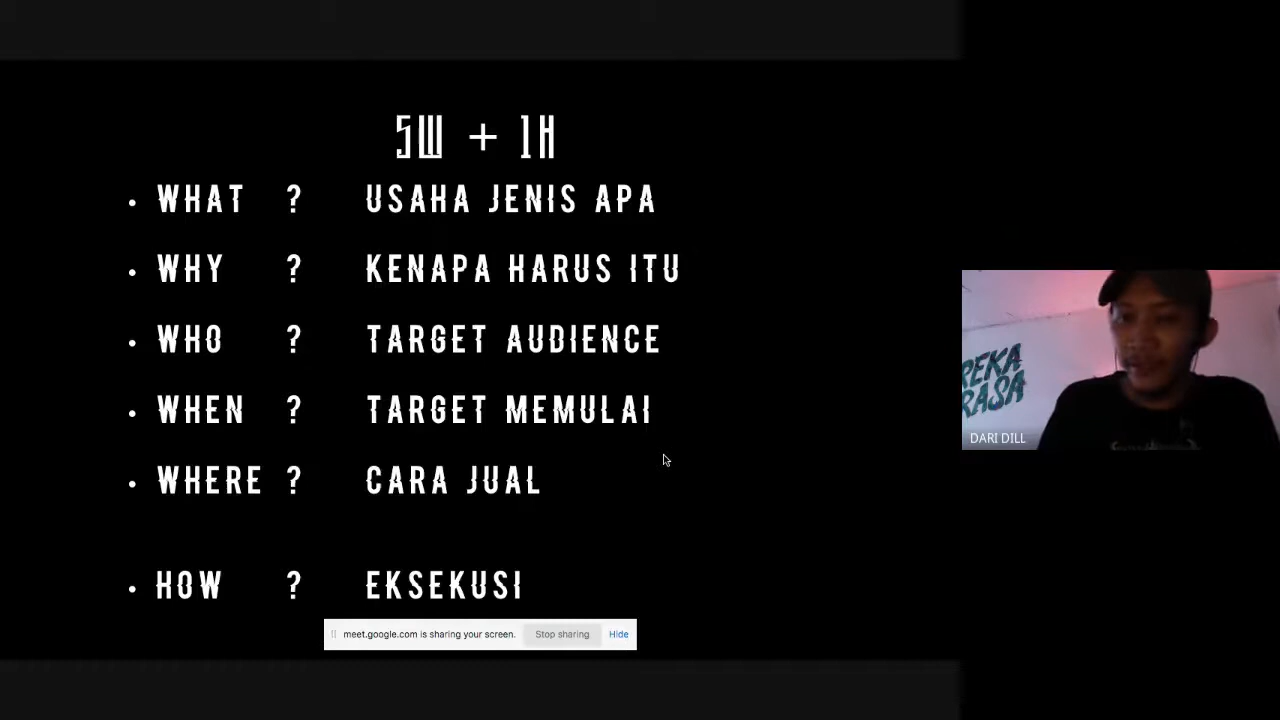 5W + 1H
• WHAT ? USAHA JENIS APA
• WHY ? KENAPA HARUS ITU
• WHO ? TARGET AUDIENCE
• WHEN ? TARGET MEMULAI
• WHERE ? CARA JUAL
• HOW ? EKSEKUSI
meet.google.com is sharing your screen. Stop sharing Hide
REKA
RASA
DARI DILL